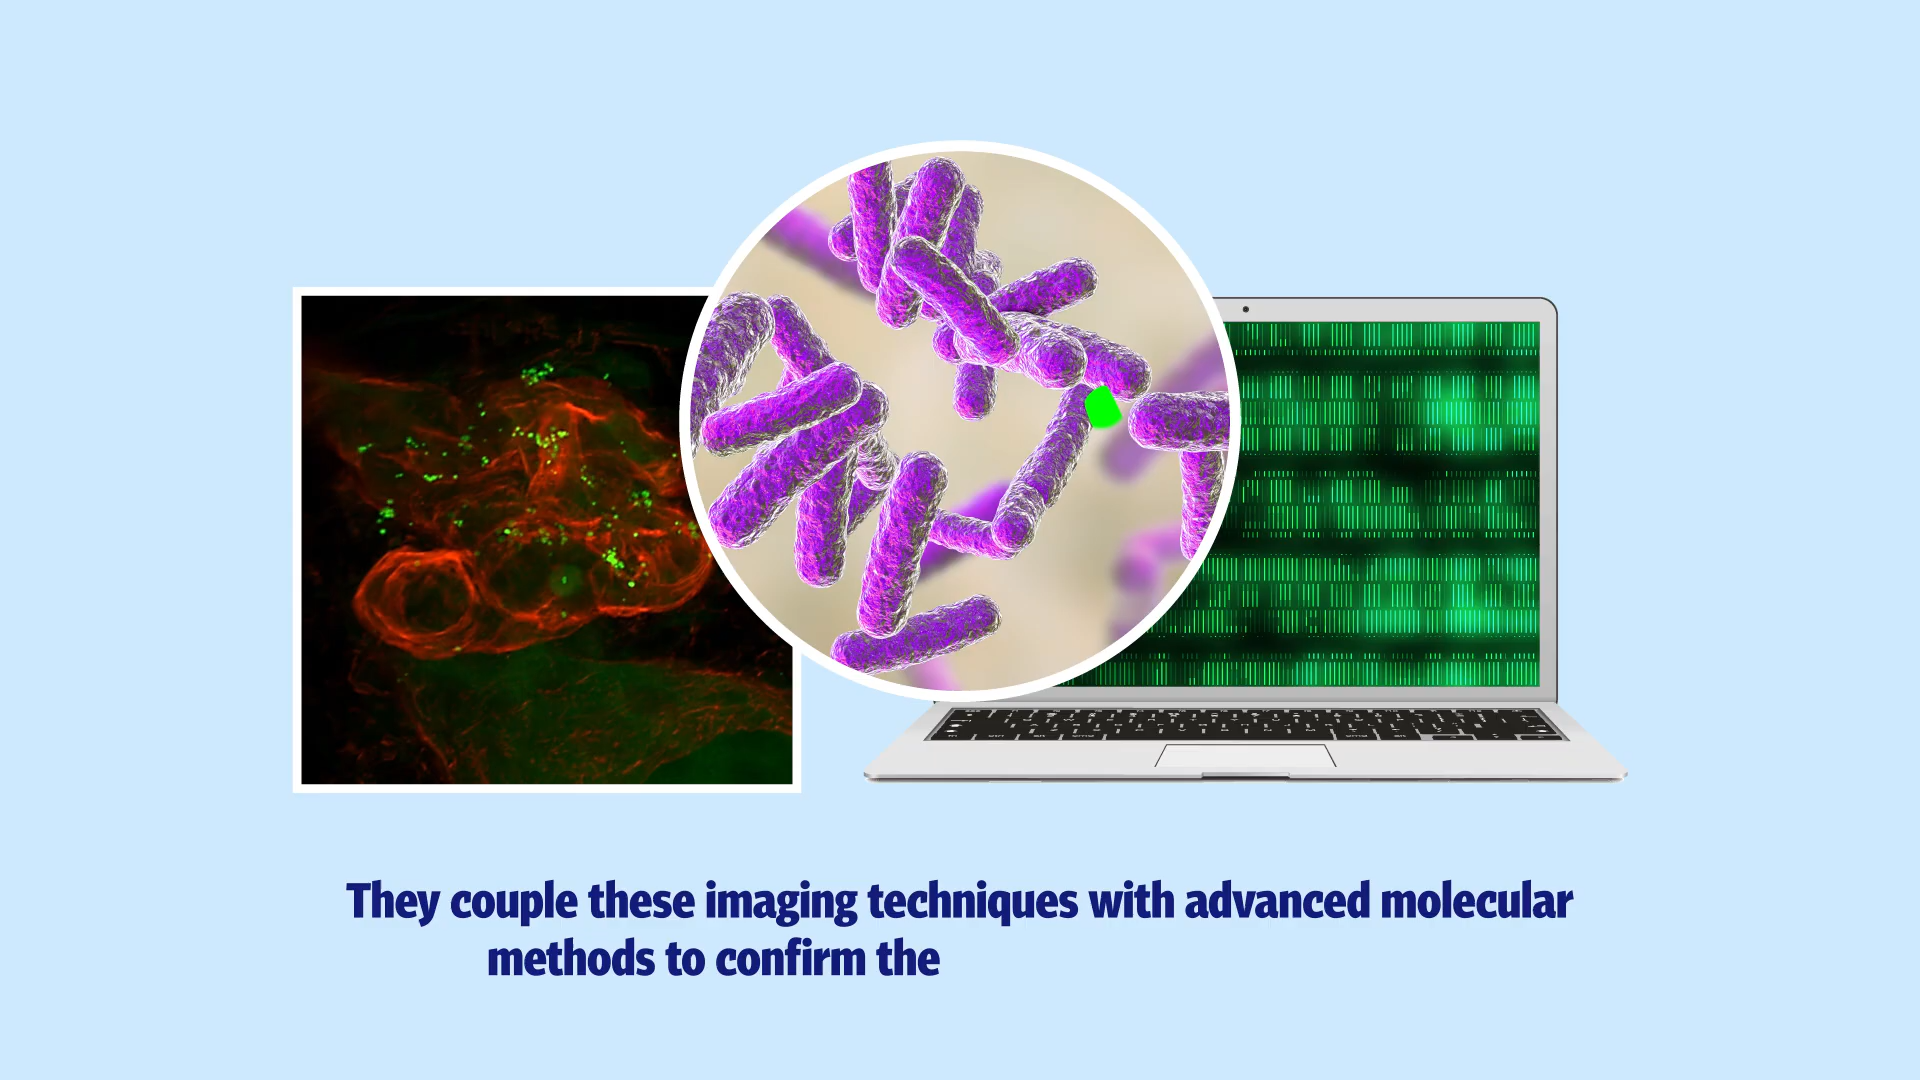 They couple these imaging techniques with advanced molecular
methods to confirm the